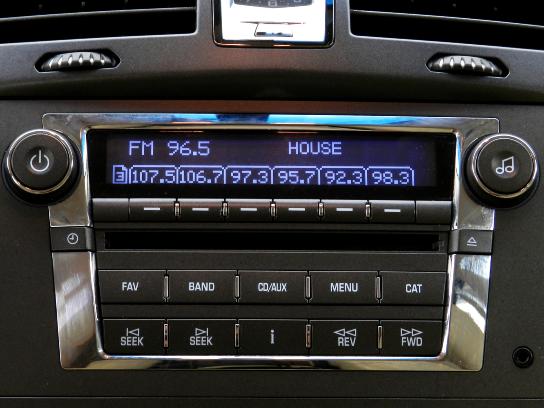 FM 96.5 HOUSE
3 107.5 106.7 97.3 95.7 92.3 98.3
FAV BAND CD/AUX MENU CAT
SEEK SEEK i REV FWD